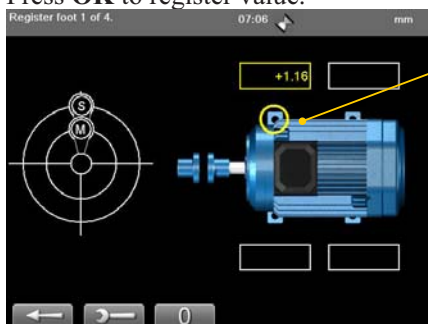 Press OK to register value.
Register foot 1 of 4.
07:06
mm
+1.16
S
M
0